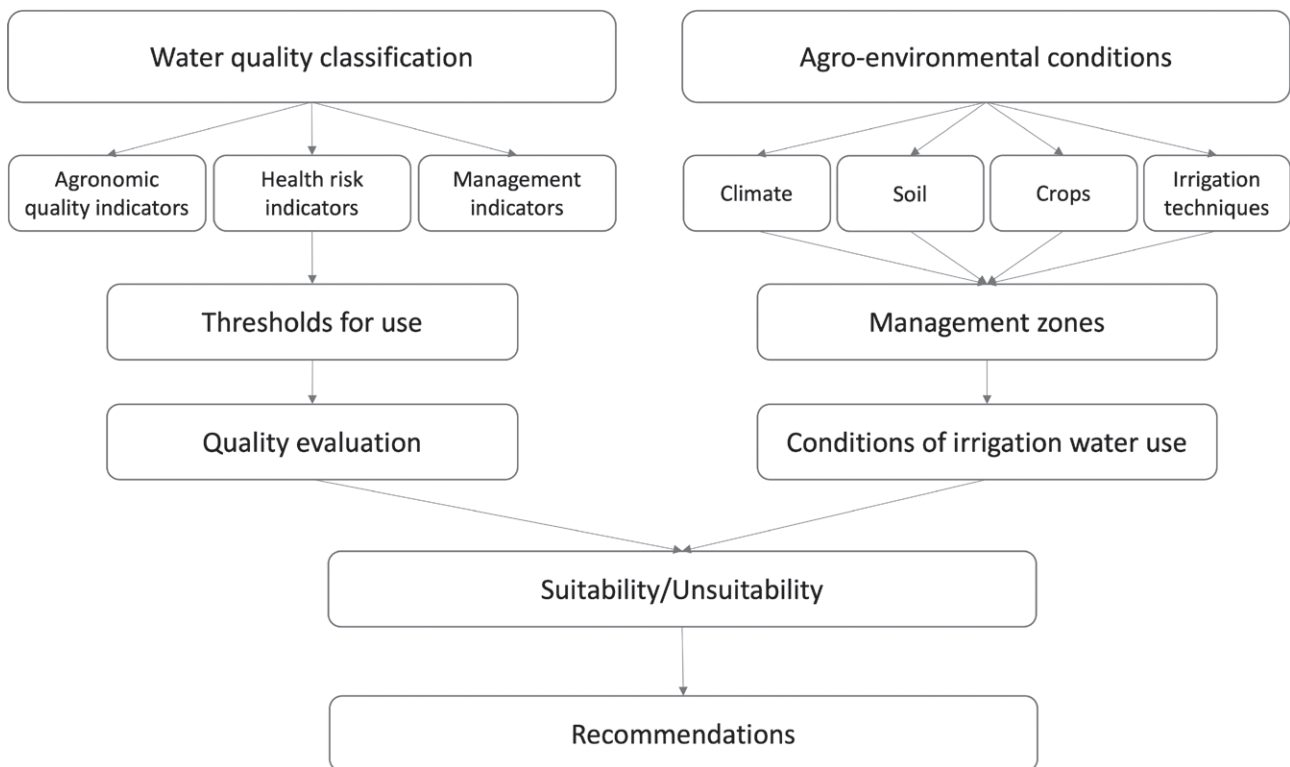 Water quality classification
Agro-environmental conditions
Agronomic
quality indicators
Health risk
indicators
Management
indicators
Climate
Soil
Crops
Irrigation
techniques
Thresholds for use
Management zones
Quality evaluation
Conditions of irrigation water use
Suitability/Unsuitability
Recommendations